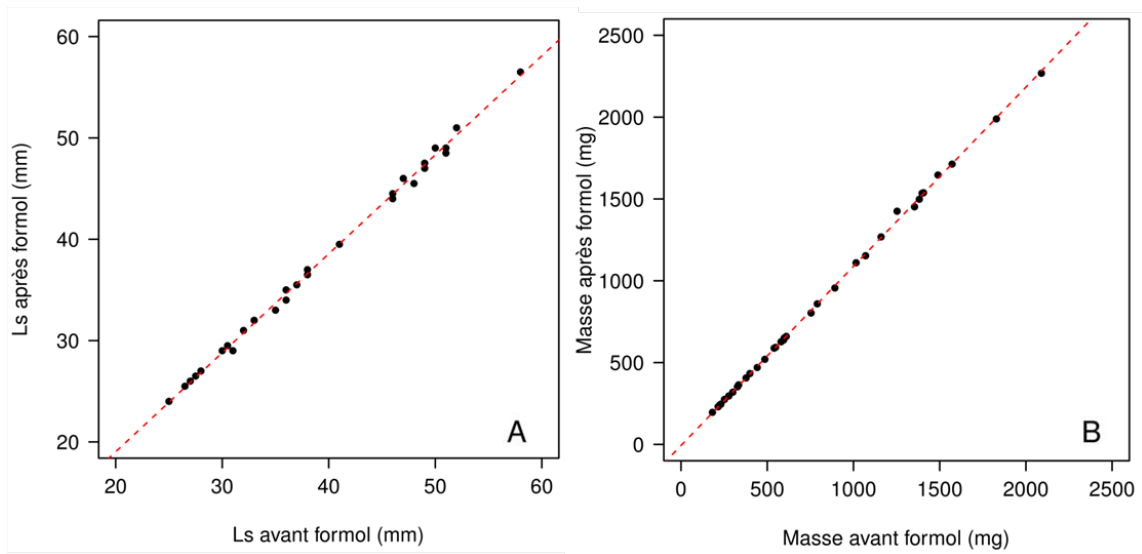 60
50
40
30
20
Ls après formol (mm)
A
20 30 40 50 60
Ls avant formol (mm)
2500
2000
1500
1000
500
0
Masse après formol (mg)
B
0 500 1000 1500 2000 2500
Masse avant formol (mg)